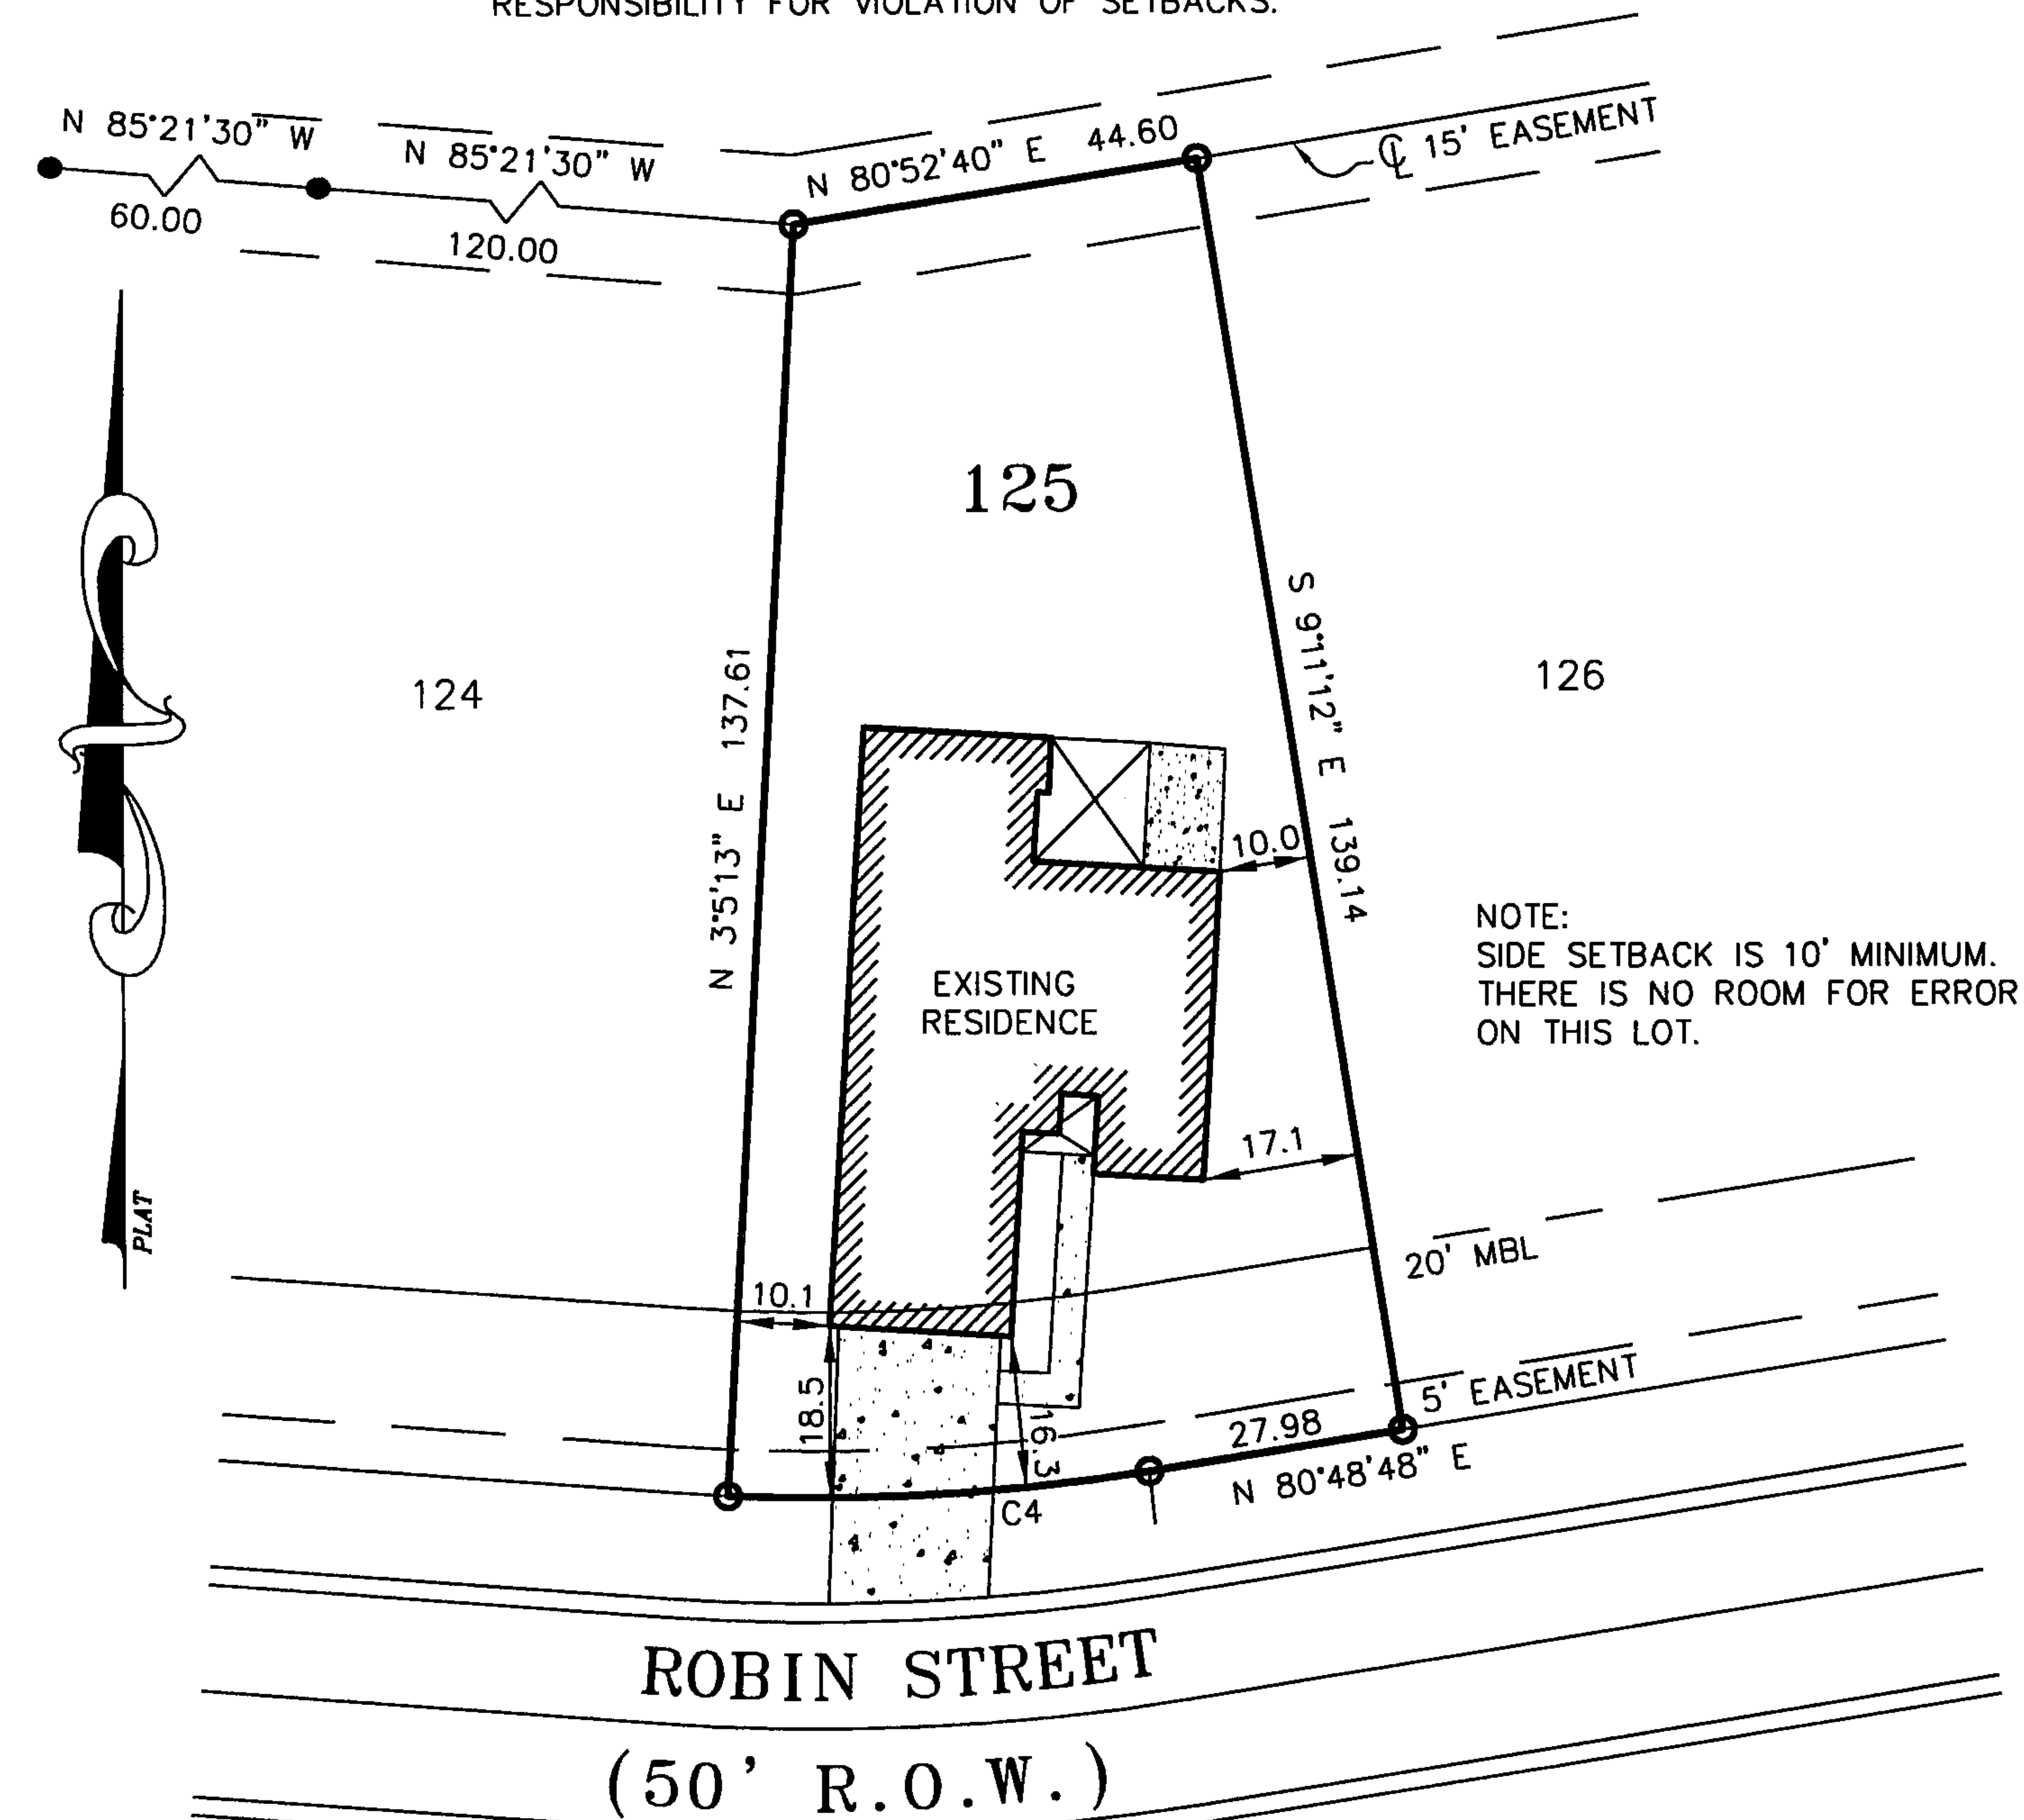 RESPONSIBILITY FOR VIOLATION OF SETBACKS.
N 85°21'30" W
60.00
N 85°21'30" W
120.00
N 80°52'40" E 44.60
℄ 15' EASEMENT
125
S 9°11'12" E 139.14
124
126
N 3°5'13" E 137.61
10.0
NOTE:
SIDE SETBACK IS 10' MINIMUM.
THERE IS NO ROOM FOR ERROR
ON THIS LOT.
EXISTING
RESIDENCE
17.1
PLAT
20' MBL
10.1
18.5
16.3
5' EASEMENT
27.98
N 80°48'48" E
C4
ROBIN STREET
(50' R.O.W.)